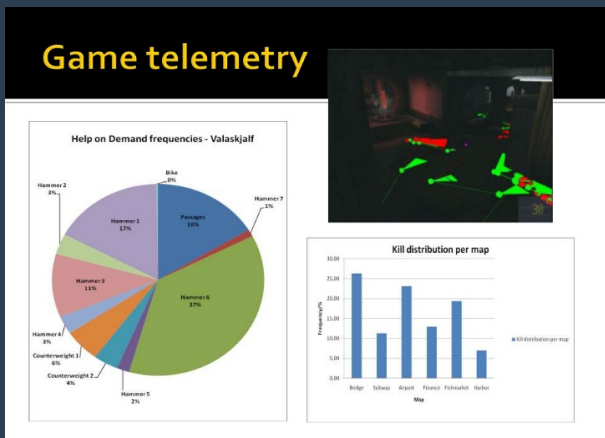 Game telemetry
30
Help on Demand frequencies - Valaskjalf
Bike
0%
Passages
16%
Hammer 7
1%
Hammer 6
37%
Hammer 5
2%
Counterweight 2
4%
Counterweight 1
6%
Hammer 4
3%
Hammer 3
11%
Hammer 2
3%
Hammer 1
17%
Kill distribution per map
30,00
25,00
20,00
15,00
10,00
5,00
0,00
Frequency/%
Bridge Subway Airport Finance Fishmarket Harbor
Map
Kill distribution per map